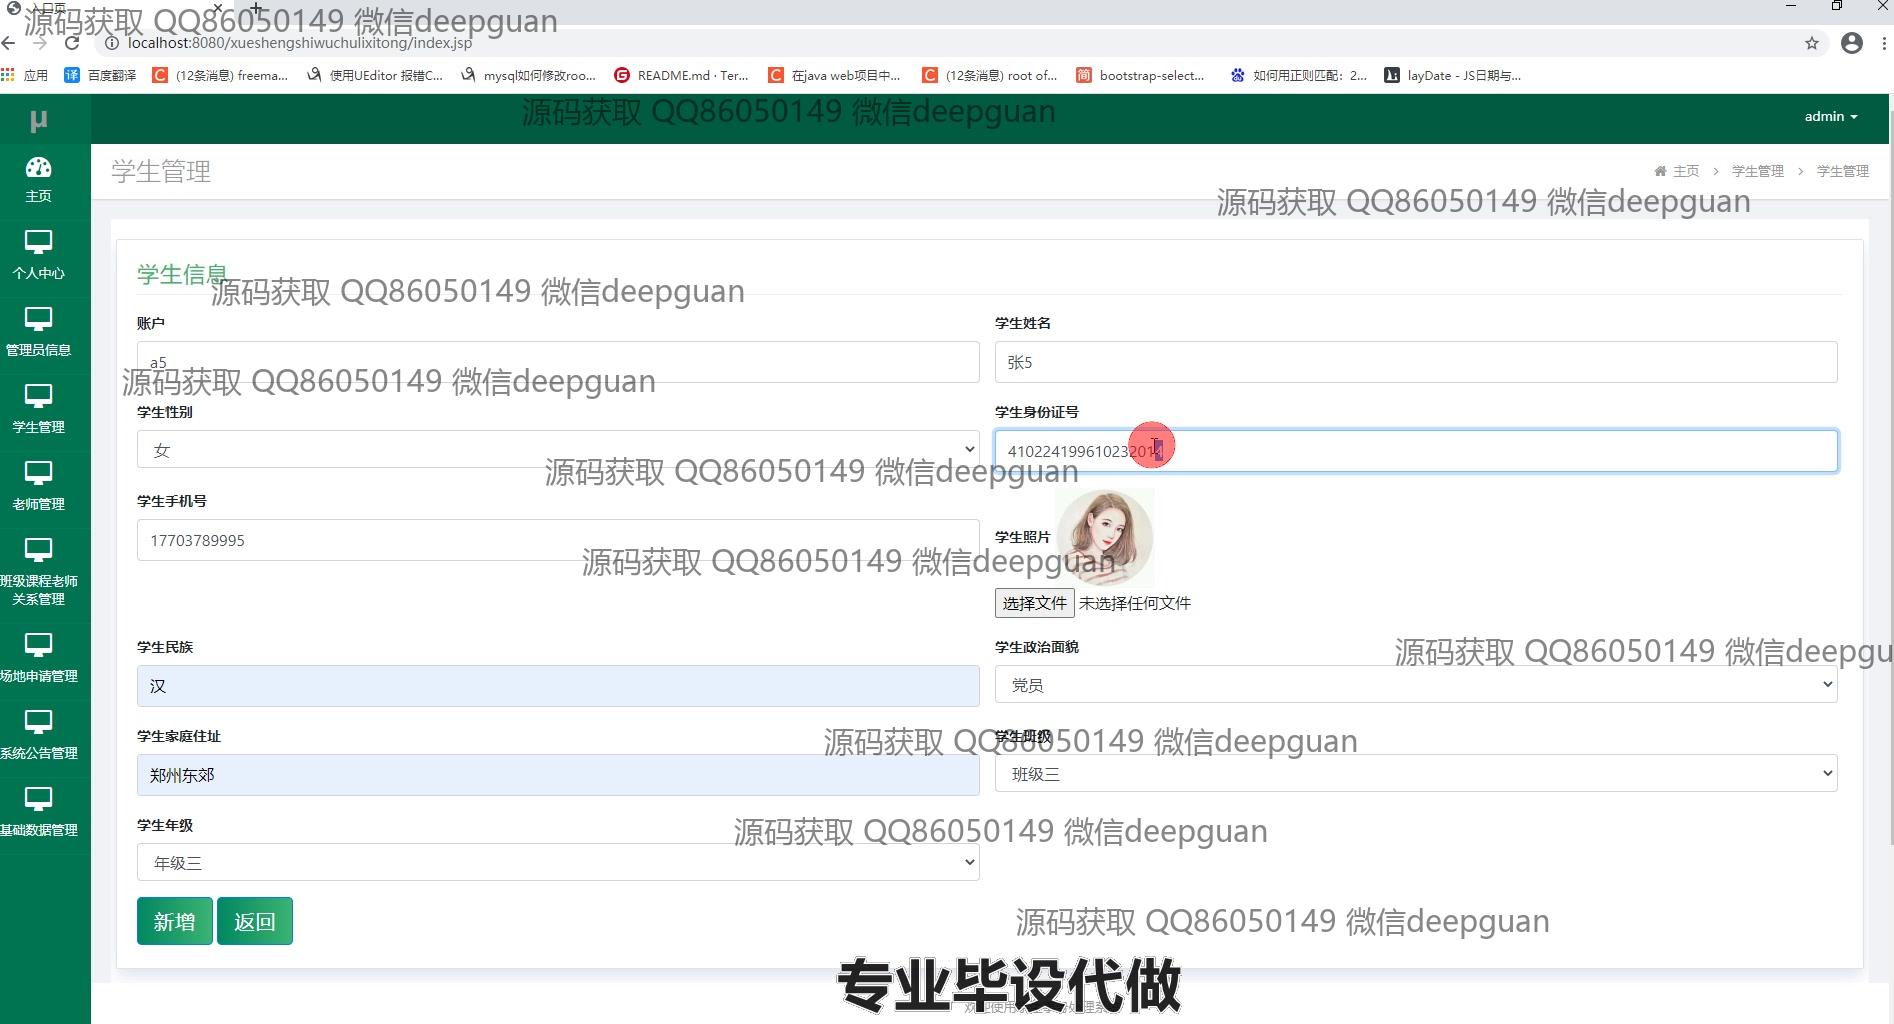 入口页
源码获取 QQ86050149 微信deepguan
localhost:8080/xueshengshiwuchulixitong/index.jsp
应用 百度翻译 (12条消息) freema... 使用UEditor 报错C... mysql如何修改roo... README.md · Ter... 在java web项目中... (12条消息) root of... bootstrap-select... 如何用正则匹配：2... layDate - JS日期与...
源码获取 QQ86050149 微信deepguan
μ admin
学生管理 主页 > 学生管理 > 学生管理
源码获取 QQ86050149 微信deepguan
主页
个人中心
管理员信息
学生管理
老师管理
班级课程老师
关系管理
场地申请管理
系统公告管理
基础数据管理
学生信息
源码获取 QQ86050149 微信deepguan
账户 学生姓名
a5 张5
源码获取 QQ86050149 微信deepguan
学生性别 学生身份证号
女 41022419961023201
源码获取 QQ86050149 微信deepguan
学生手机号
17703789995 学生照片
源码获取 QQ86050149 微信deepguan
选择文件 未选择任何文件
学生民族 学生政治面貌
源码获取 QQ86050149 微信deepgu
汉 党员
学生家庭住址 学生班级
源码获取 QQ86050149 微信deepguan
郑州东郊 班级三
学生年级
源码获取 QQ86050149 微信deepguan
年级三
新增 返回
源码获取 QQ86050149 微信deepguan
专业毕设代做